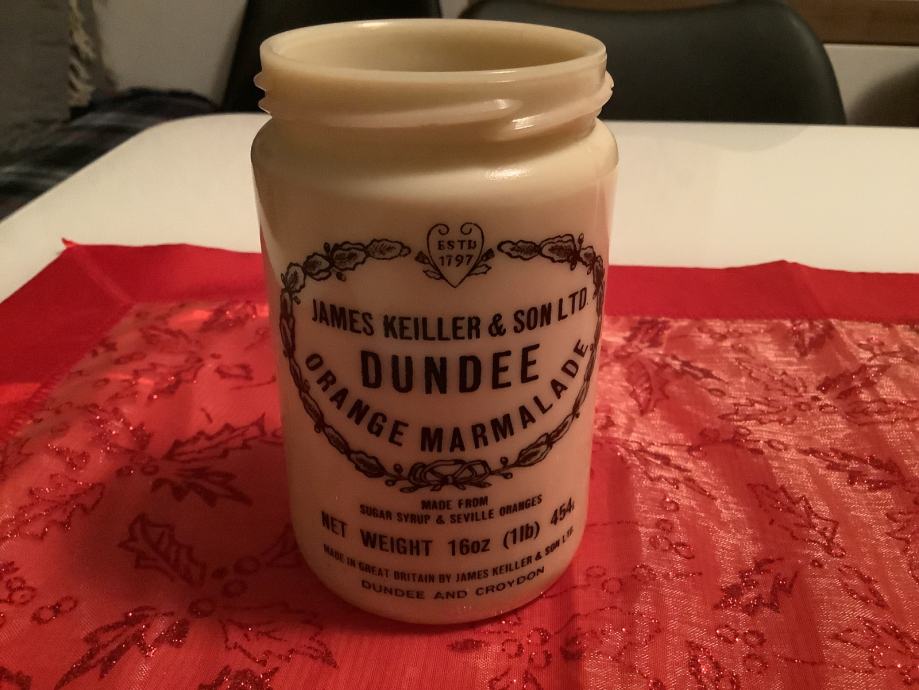 ESTD
1797
JAMES KEILLER & SON LTD.
DUNDEE
ORANGE MARMALADE
MADE FROM
SUGAR SYRUP & SEVILLE ORANGES
NET WEIGHT 16oz (1lb) 454
MADE IN GREAT BRITAIN BY JAMES KEILLER & SON LTD
DUNDEE AND CROYDON